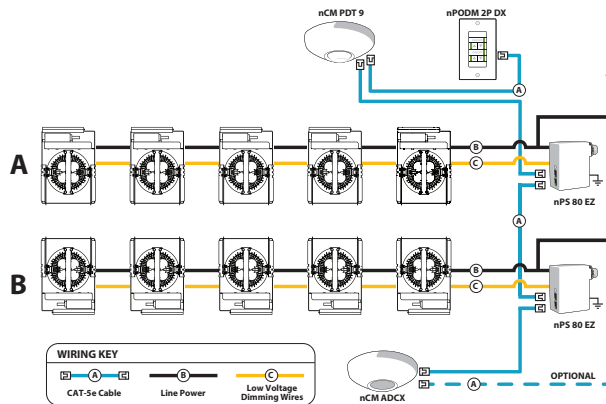 nCM PDT 9
nPODM 2P DX
A
A
B
C
nPS 80 EZ
A
B
B
C
nPS 80 EZ
WIRING KEY
A
B
C
CAT-5e Cable
Line Power
Low Voltage
Dimming Wires
nCM ADCX
A
OPTIONAL